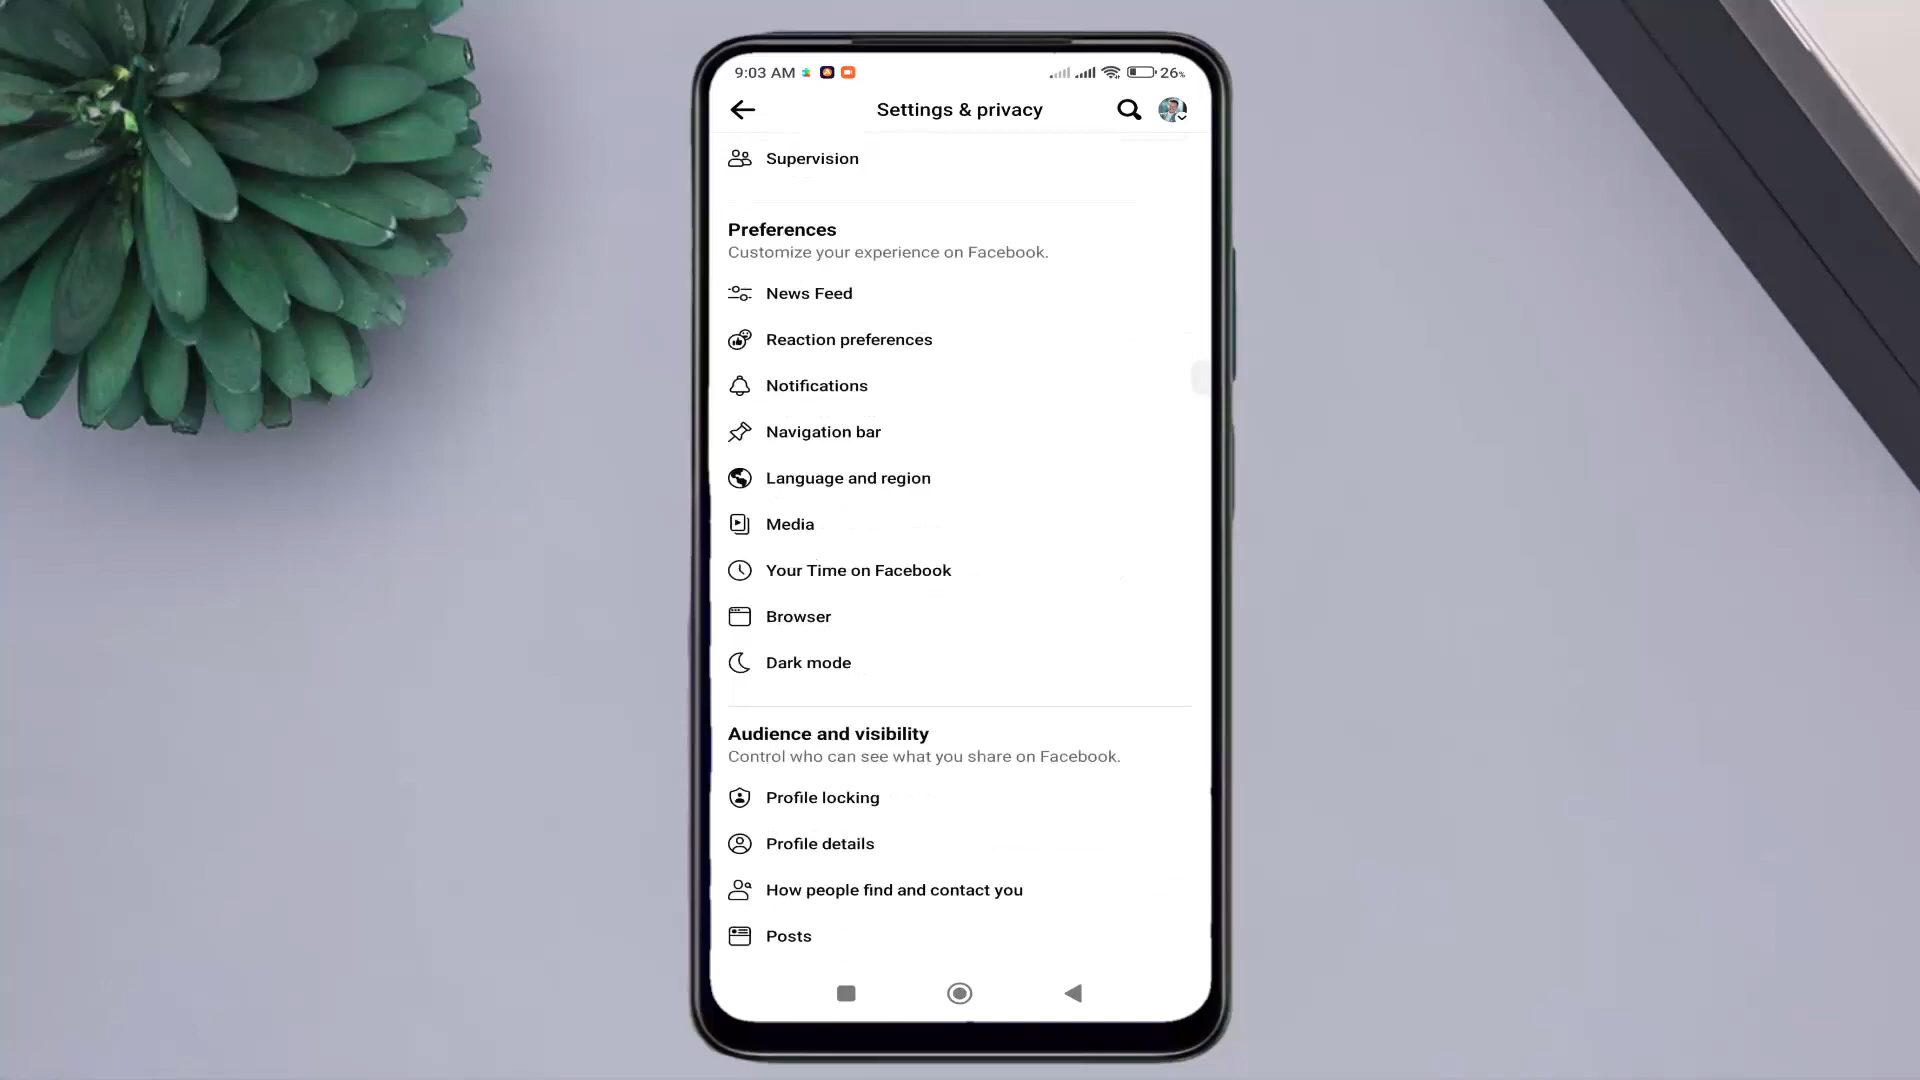 9:03 AM 26%
Settings & privacy
Supervision
Preferences
Customize your experience on Facebook.
News Feed
Reaction preferences
Notifications
Navigation bar
Language and region
Media
Your Time on Facebook
Browser
Dark mode
Audience and visibility
Control who can see what you share on Facebook.
Profile locking
Profile details
How people find and contact you
Posts